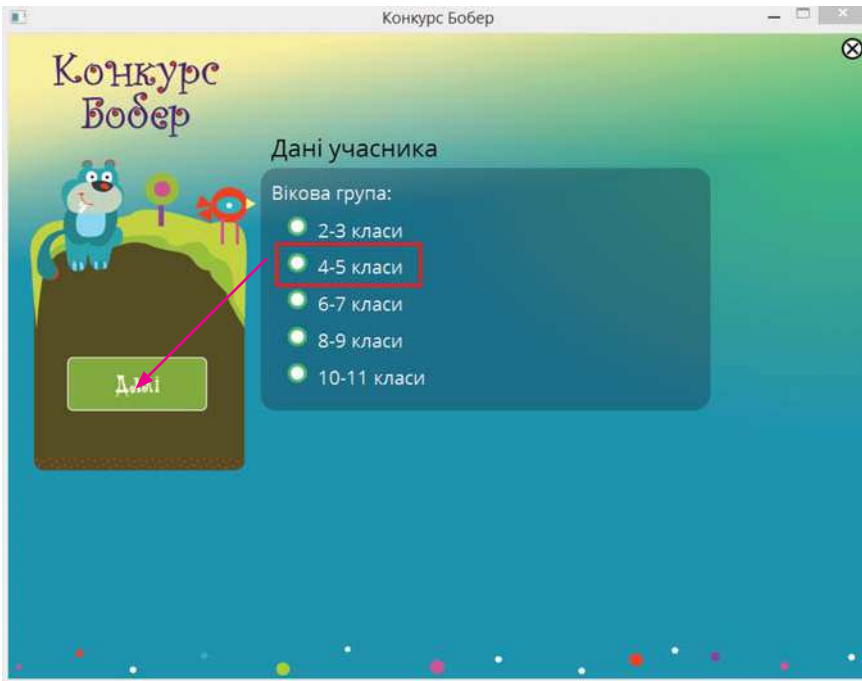 Конкурс Бобер
Конкурс
Бобер
Дані учасника
Вікова група:
2-3 класи
4-5 класи
6-7 класи
8-9 класи
10-11 класи
Далі